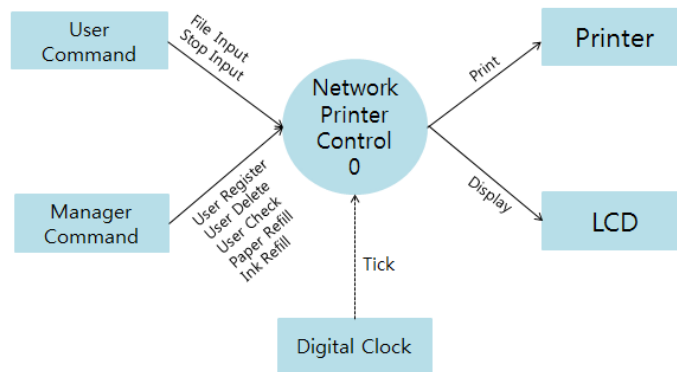 User
Command
File Input
Stop Input
Network
Printer
Control
0
Printer
Print
Manager
Command
User Register
User Delete
User Check
Paper Refill
Ink Refill
Display
LCD
Tick
Digital Clock